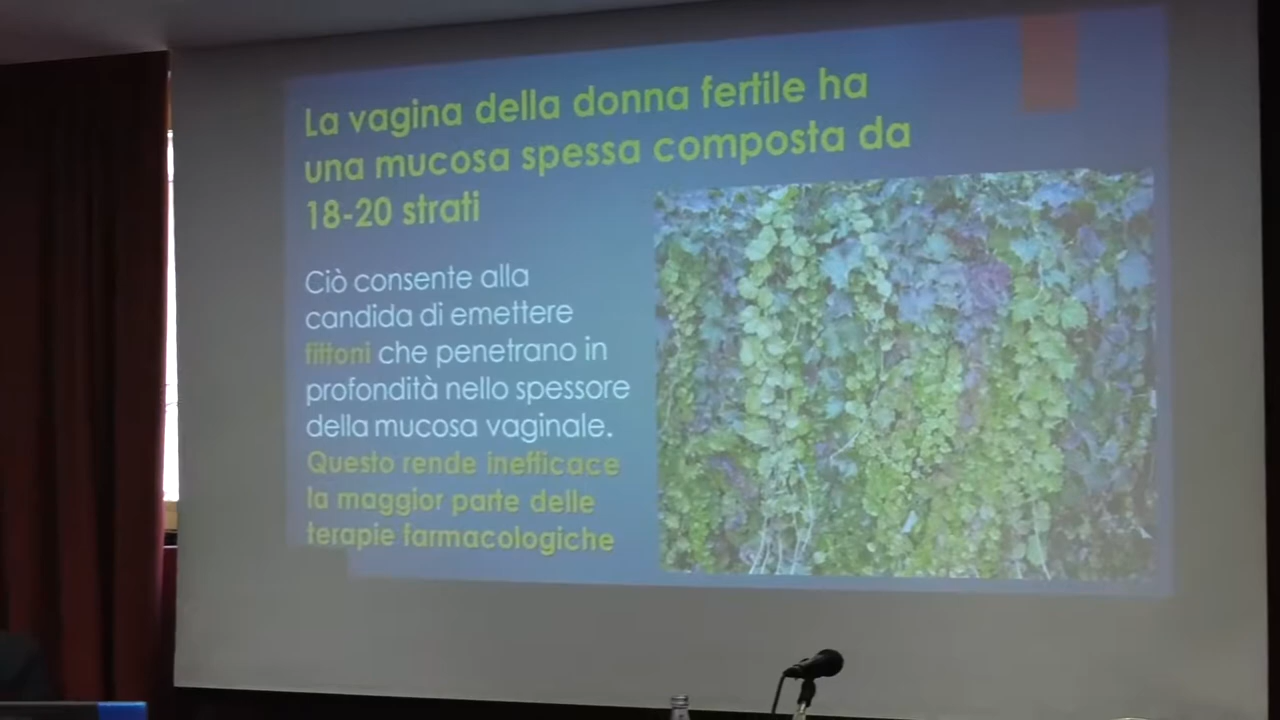 La vagina della donna fertile ha
una mucosa spessa composta da
18-20 strati
Ciò consente alla
candida di emettere
fittoni che penetrano in
profondità nello spessore
della mucosa vaginale.
Questo rende inefficace
la maggior parte delle
terapie farmacologiche